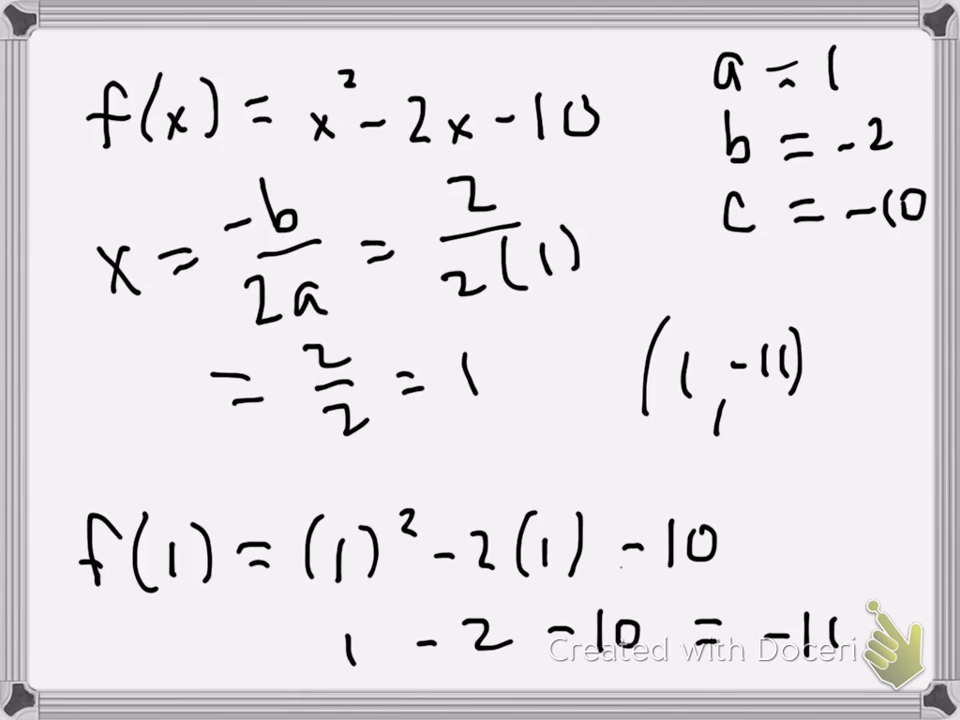 f(x) = x² - 2x - 10
a = 1
b = -2
c = -10
x = -b/2a = 2/2(1)
= 2/2 = 1
(1, -11)
f(1) = (1)² - 2(1) - 10
1 - 2 - 10 = -11
Created with Doceri